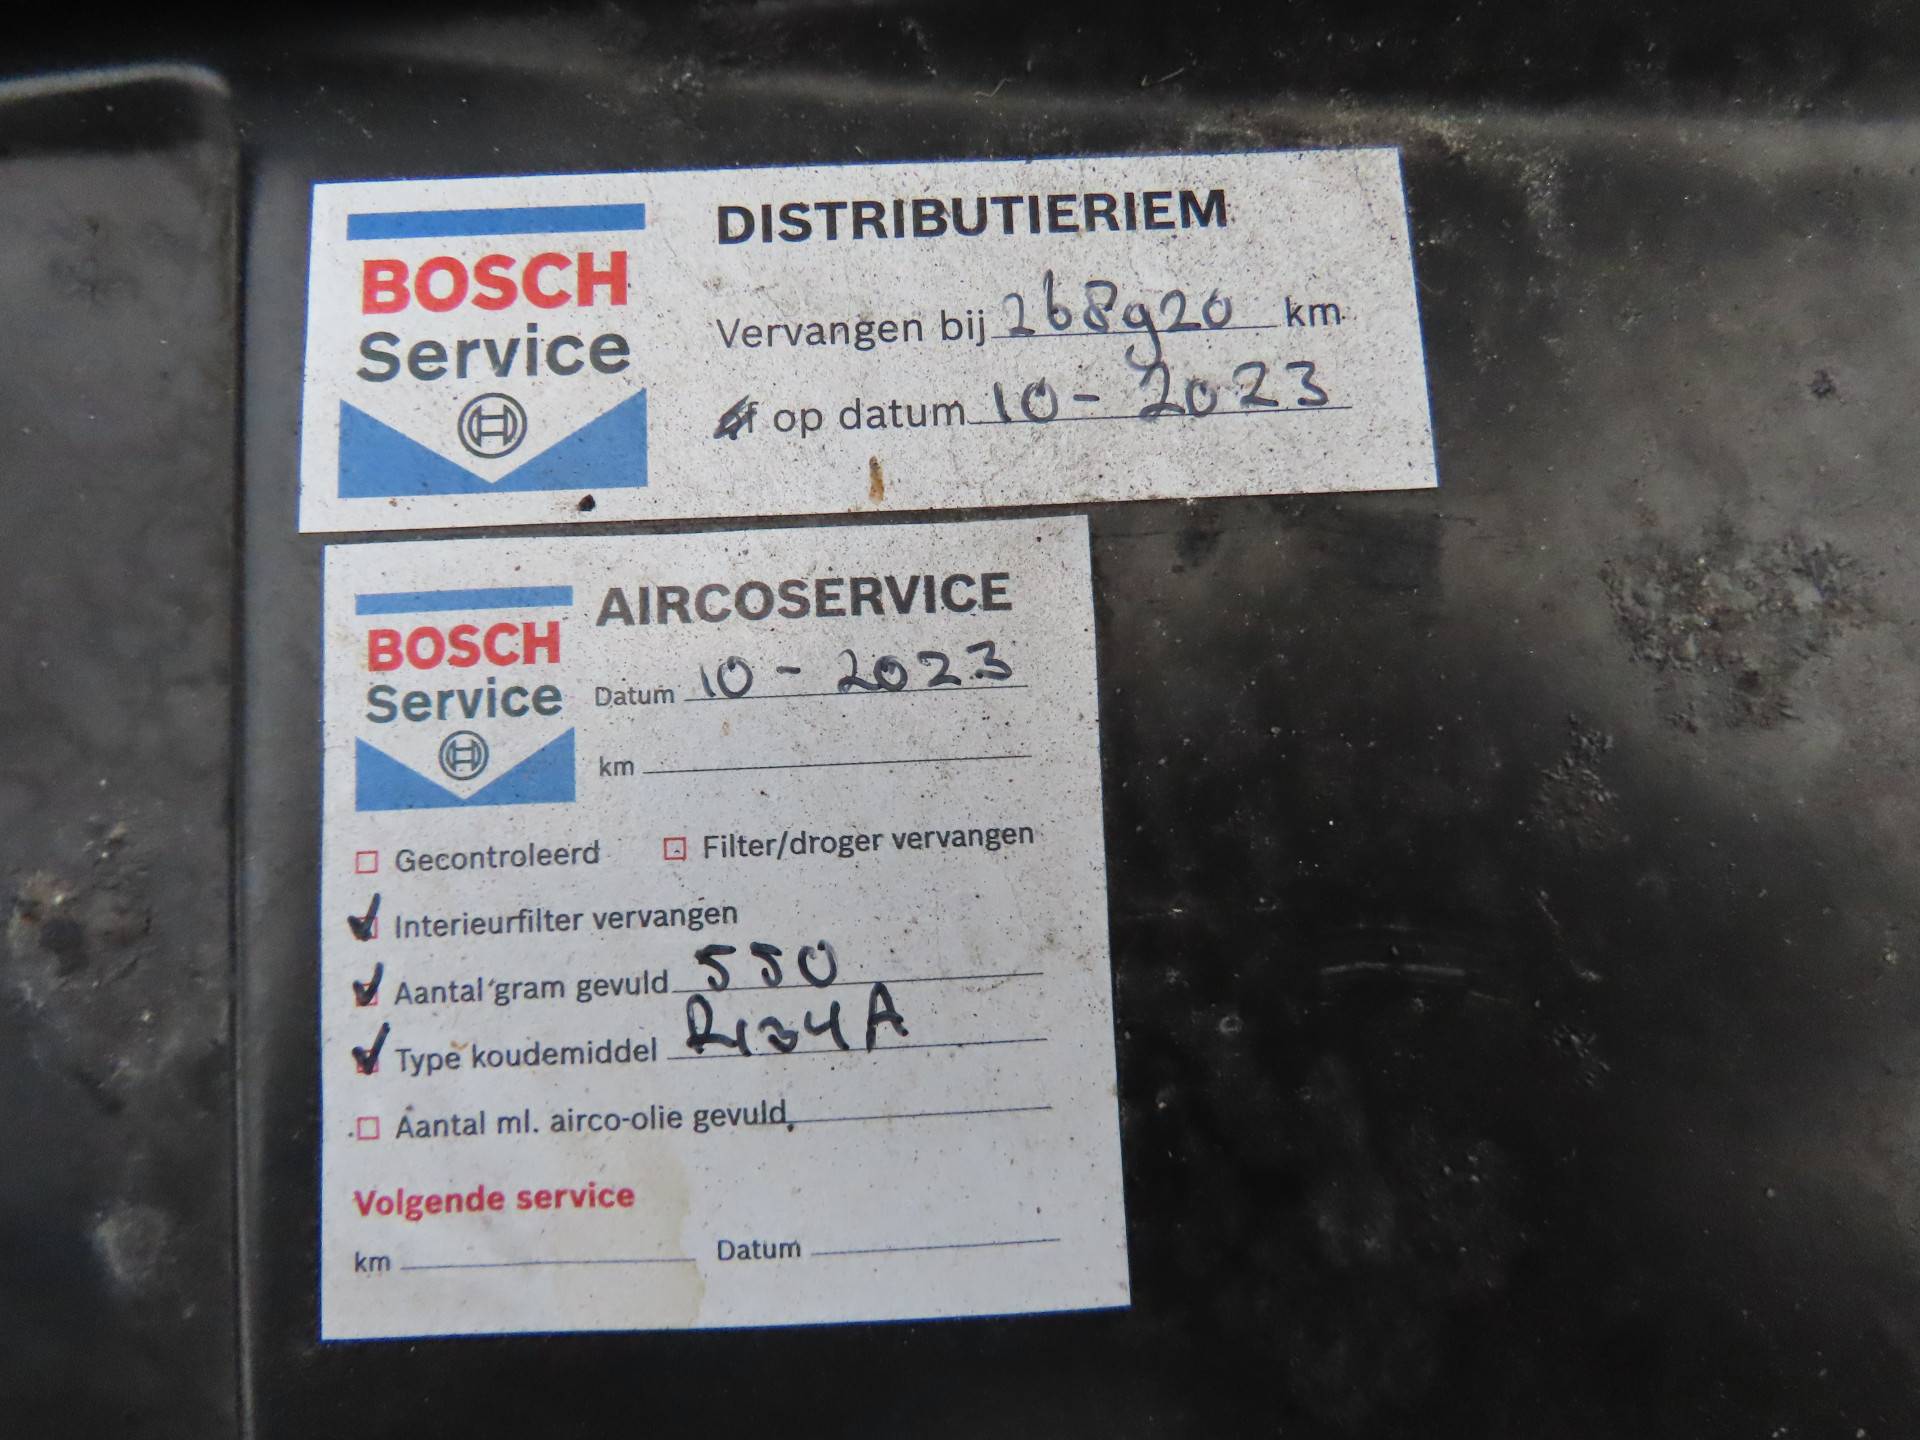 BOSCH
Service
DISTRIBUTIERIEM
Vervangen bij 268920 km
op datum 10-2023
BOSCH
Service
AIRCOSERVICE
Datum 10-2023
km
Gecontroleerd
Filter/droger vervangen
Interieurfilter vervangen
Aantal gram gevuld 550
Type koudemiddel R134A
Aantal ml. airco-olie gevuld
Volgende service
km Datum